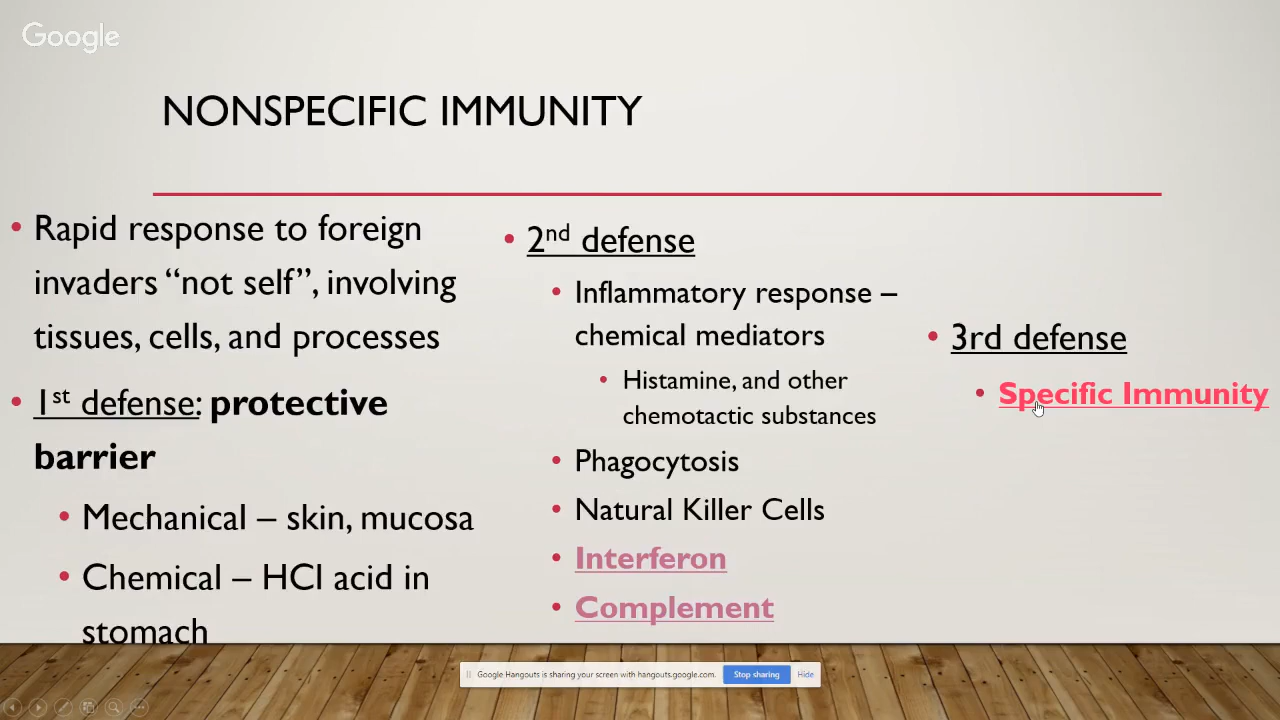 Google
NONSPECIFIC IMMUNITY
Rapid response to foreign
invaders “not self”, involving
tissues, cells, and processes
1st defense: protective
barrier
Mechanical – skin, mucosa
Chemical – HCl acid in
stomach
2nd defense
Inflammatory response –
chemical mediators
Histamine, and other
chemotactic substances
Phagocytosis
Natural Killer Cells
Interferon
Complement
3rd defense
Specific Immunity
Google Hangouts is sharing your screen with hangouts.google.com.
Stop sharing
Hide